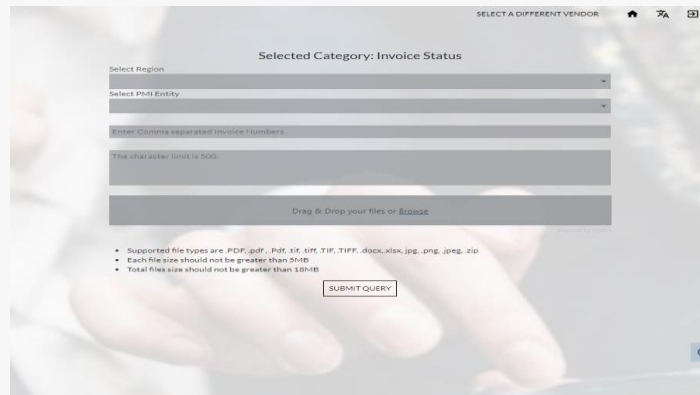 SELECT A DIFFERENT VENDOR
Selected Category: Invoice Status
Select Region
Select PMI Entity
Enter Comma separated Invoice Numbers
The character limit is 500.
Drag & Drop your files or Browse
Supported file types are .PDF, .pdf, .Pdf, .tif, .tiff, .TIF, .TIFF, .docx, .xlsx, jpg, .png, .jpeg, .zip
Each file size should not be greater than 5MB
Total files size should not be greater than 18MB
SUBMIT QUERY